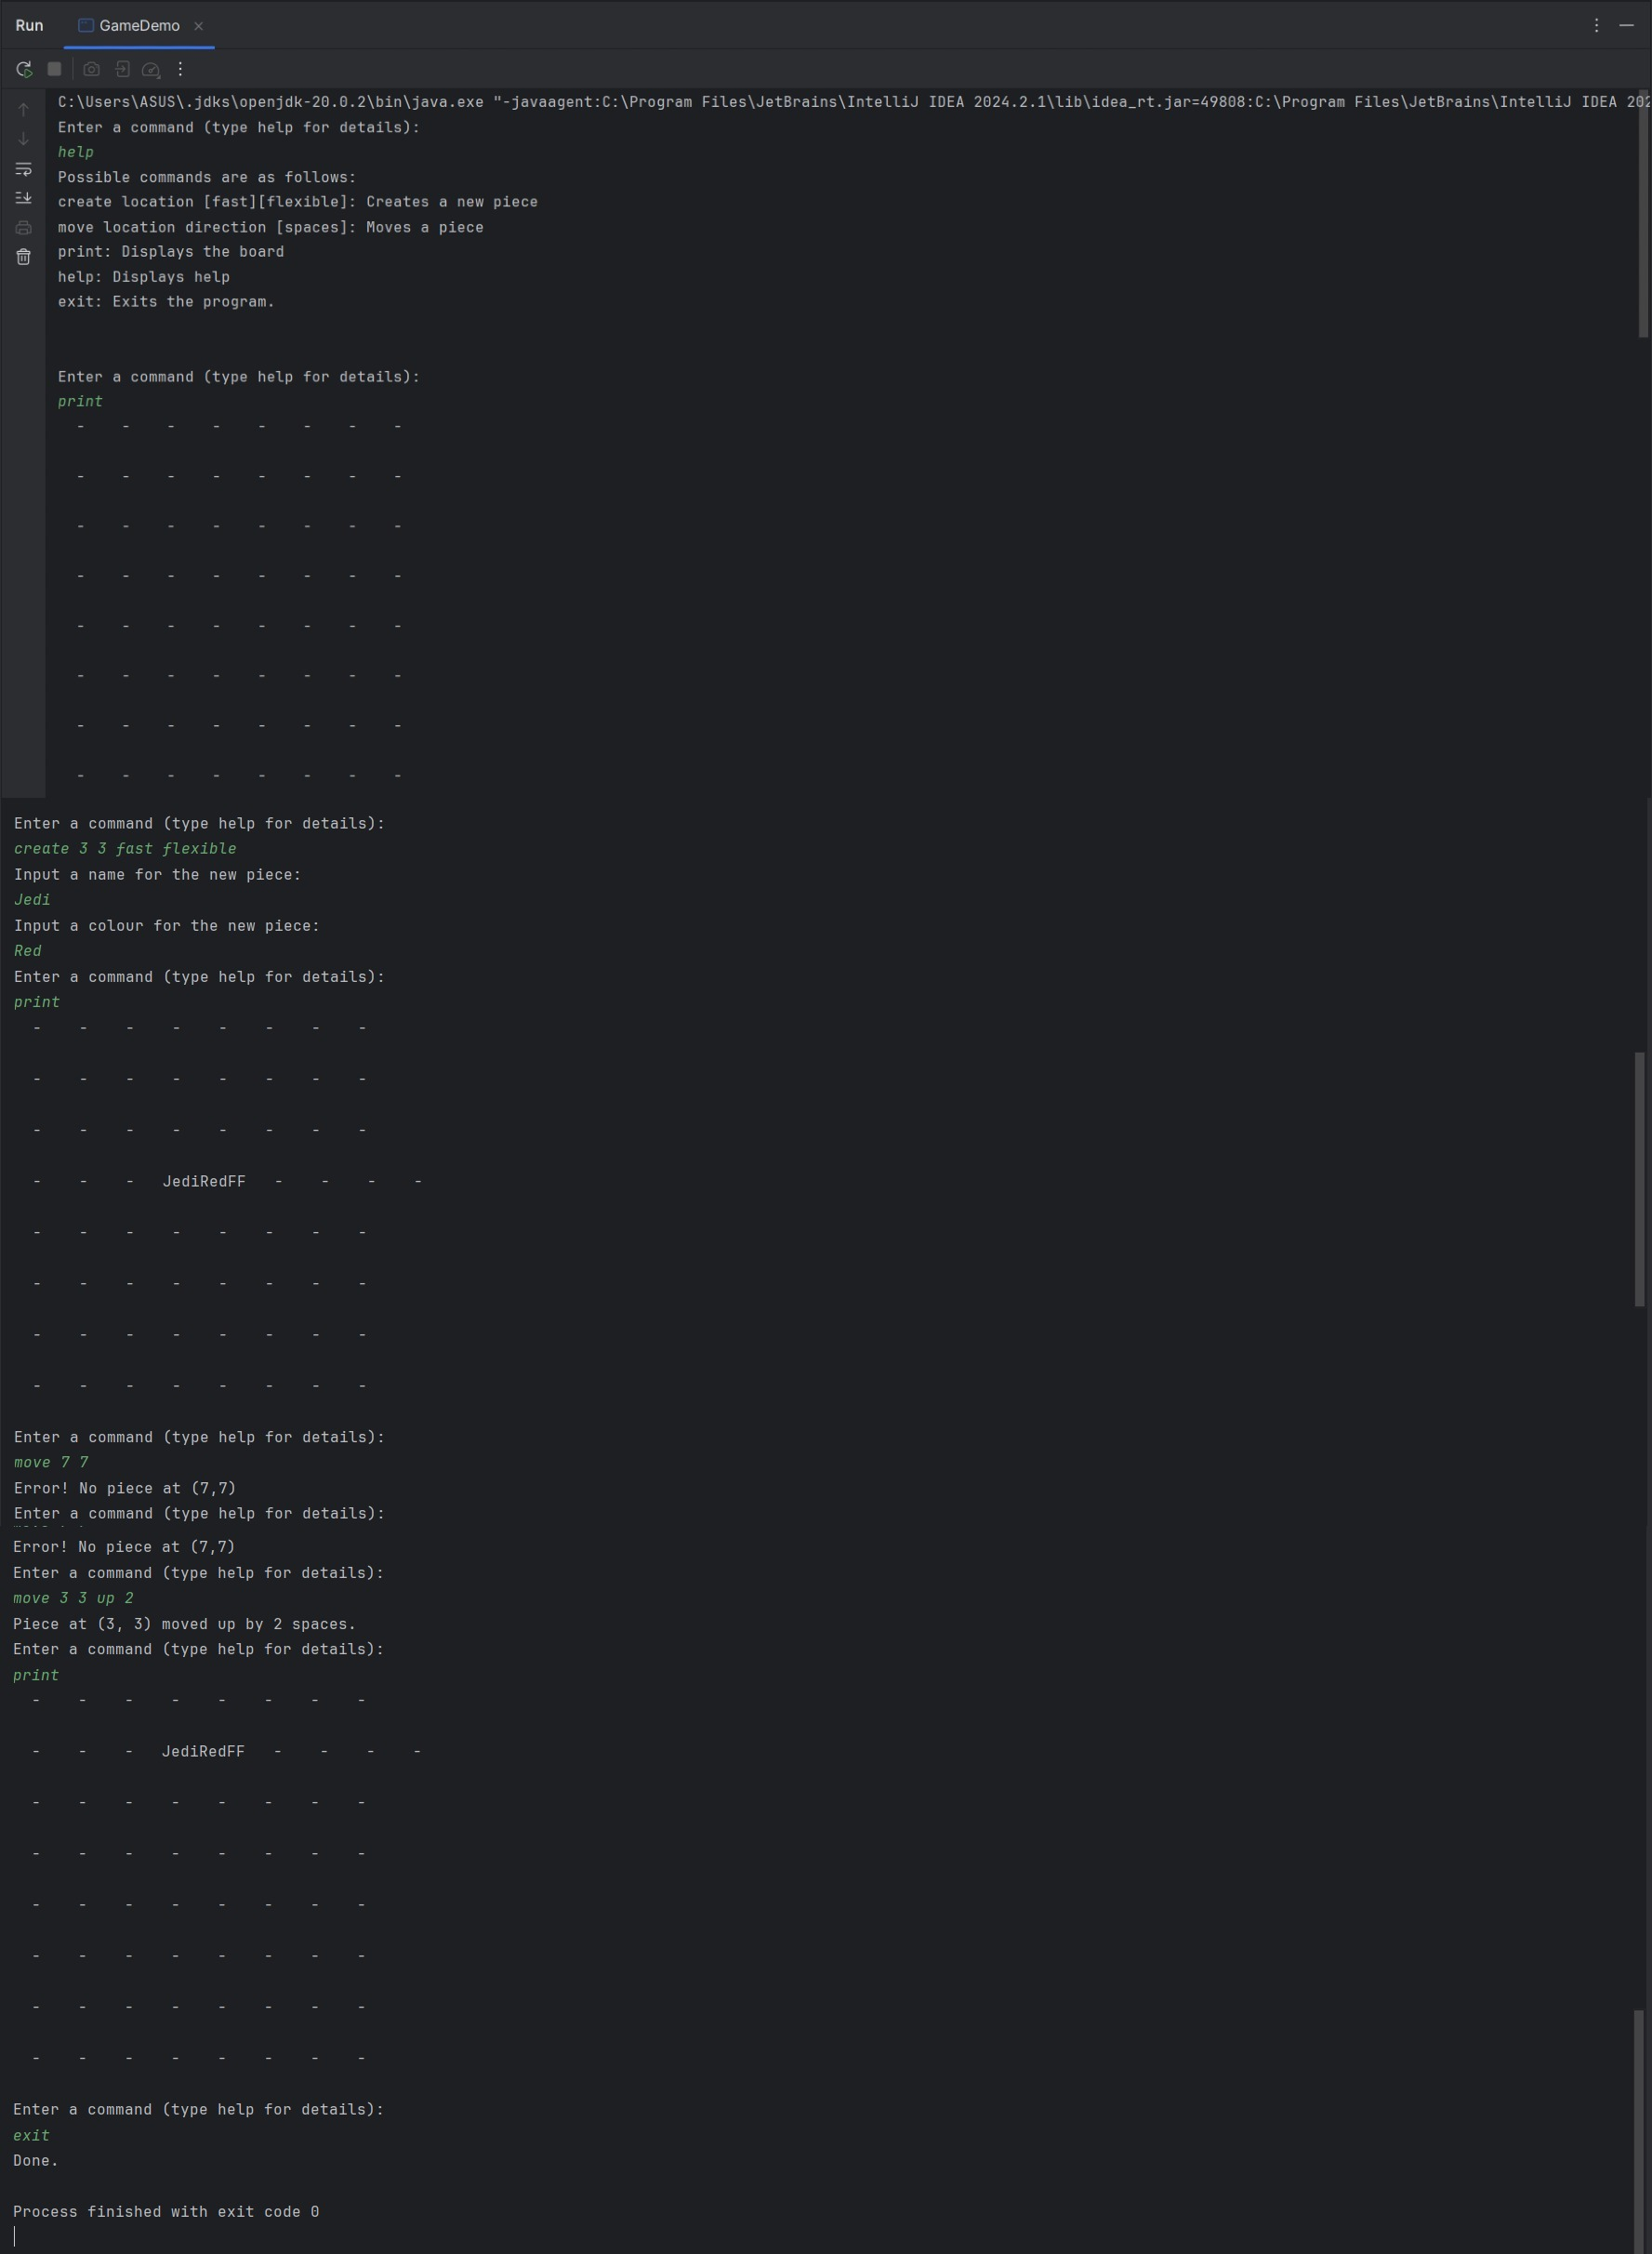 Run GameDemo
C:\Users\ASUS\.jdks\openjdk-20.0.2\bin\java.exe "-javaagent:C:\Program Files\JetBrains\IntelliJ IDEA 2024.2.1\lib\idea_rt.jar=49808:C:\Program Files\JetBrains\IntelliJ IDEA 202
Enter a command (type help for details):
help
Possible commands are as follows:
create location [fast][flexible]: Creates a new piece
move location direction [spaces]: Moves a piece
print: Displays the board
help: Displays help
exit: Exits the program.
Enter a command (type help for details):
print
- - - - - - - -
- - - - - - - -
- - - - - - - -
- - - - - - - -
- - - - - - - -
- - - - - - - -
- - - - - - - -
- - - - - - - -
Enter a command (type help for details):
create 3 3 fast flexible
Input a name for the new piece:
Jedi
Input a colour for the new piece:
Red
Enter a command (type help for details):
print
- - - - - - - -
- - - - - - - -
- - - - - - - -
- - - JediRedFF - - - -
- - - - - - - -
- - - - - - - -
- - - - - - - -
- - - - - - - -
Enter a command (type help for details):
move 7 7
Error! No piece at (7,7)
Enter a command (type help for details):
Error! No piece at (7,7)
Enter a command (type help for details):
move 3 3 up 2
Piece at (3, 3) moved up by 2 spaces.
Enter a command (type help for details):
print
- - - - - - - -
- - - JediRedFF - - - -
- - - - - - - -
- - - - - - - -
- - - - - - - -
- - - - - - - -
- - - - - - - -
- - - - - - - -
Enter a command (type help for details):
exit
Done.
Process finished with exit code 0